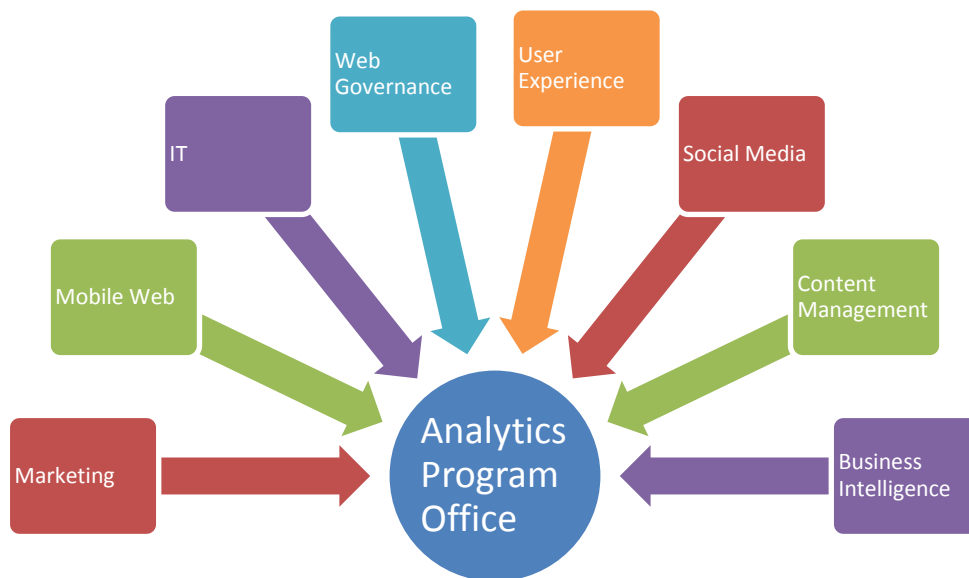 Web
Governance
User
Experience
IT
Social Media
Mobile Web
Content
Management
Marketing
Analytics
Program
Office
Business
Intelligence